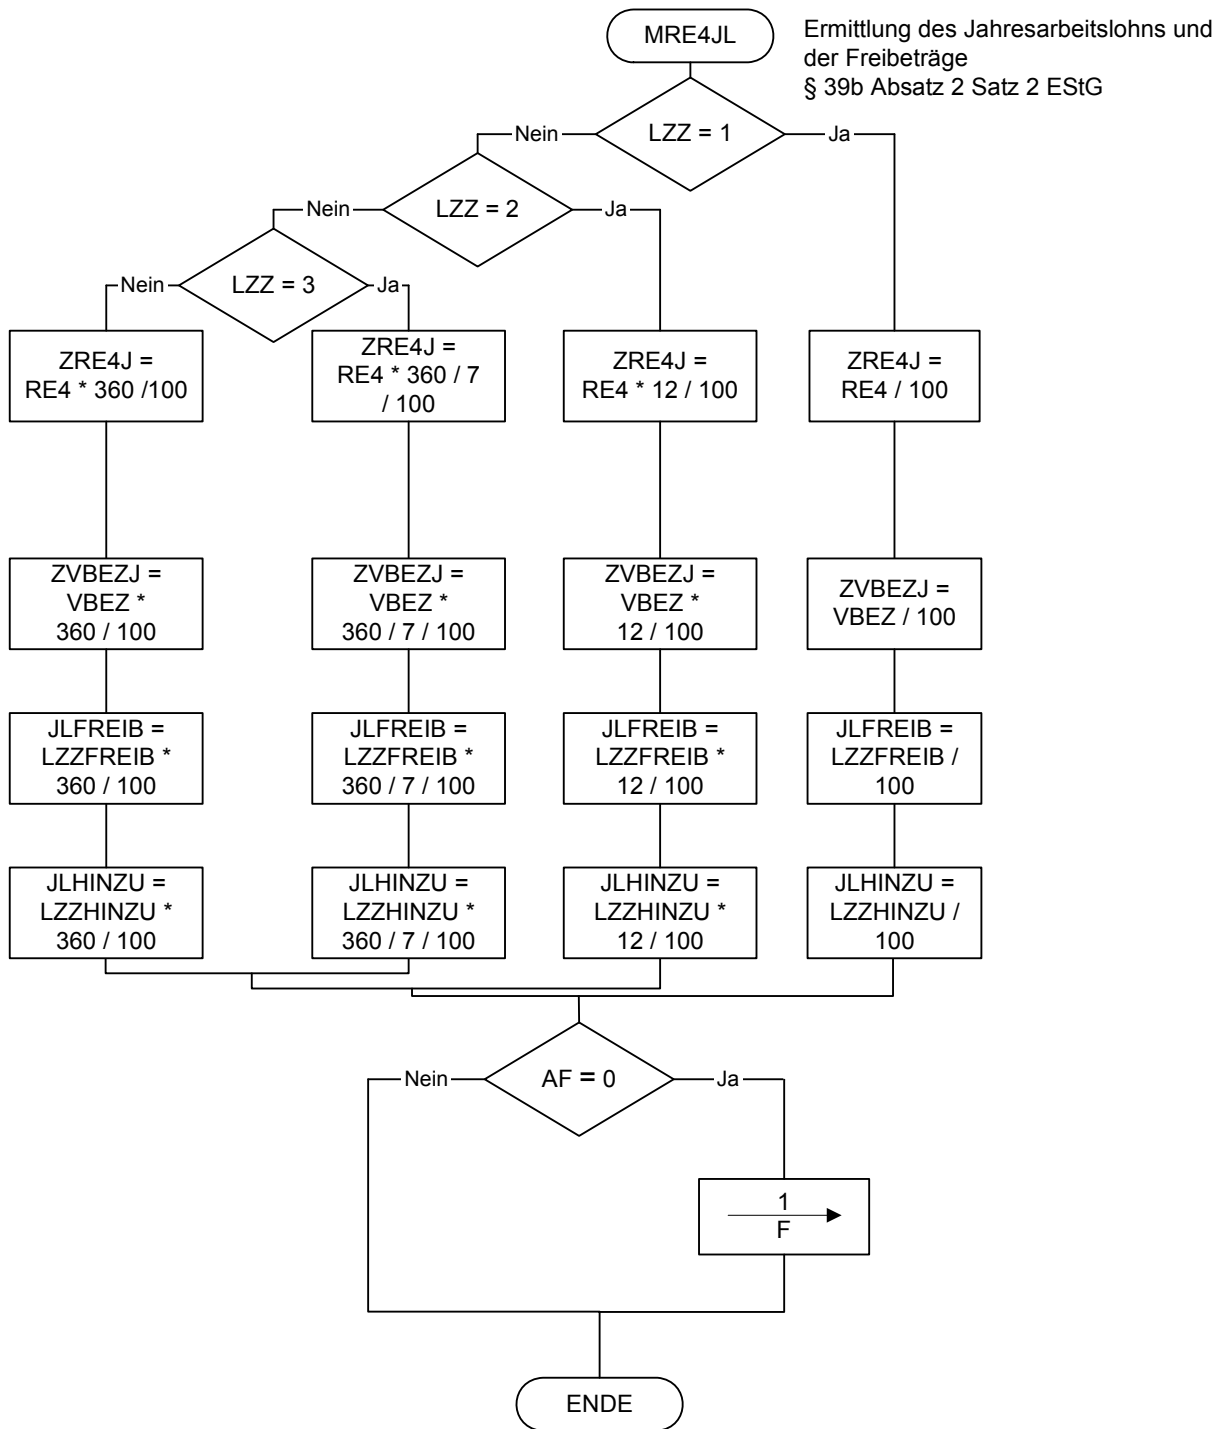 MRE4JL
Ermittlung des Jahresarbeitslohns und
der Freibeträge
§ 39b Absatz 2 Satz 2 EStG
Nein
LZZ = 1
Ja
Nein
LZZ = 2
Ja
Nein
LZZ = 3
Ja
ZRE4J =
RE4 * 360 /100
ZRE4J =
RE4 * 360 / 7
/ 100
ZRE4J =
RE4 * 12 / 100
ZRE4J =
RE4 / 100
ZVBEZJ =
VBEZ *
360 / 100
ZVBEZJ =
VBEZ *
360 / 7 / 100
ZVBEZJ =
VBEZ *
12 / 100
ZVBEZJ =
VBEZ / 100
JLFREIB =
LZZFREIB *
360 / 100
JLFREIB =
LZZFREIB *
360 / 7 / 100
JLFREIB =
LZZFREIB *
12 / 100
JLFREIB =
LZZFREIB /
100
JLHINZU =
LZZHINZU *
360 / 100
JLHINZU =
LZZHINZU *
360 / 7 / 100
JLHINZU =
LZZHINZU *
12 / 100
JLHINZU =
LZZHINZU /
100
Nein
AF = 0
Ja
1
F
ENDE